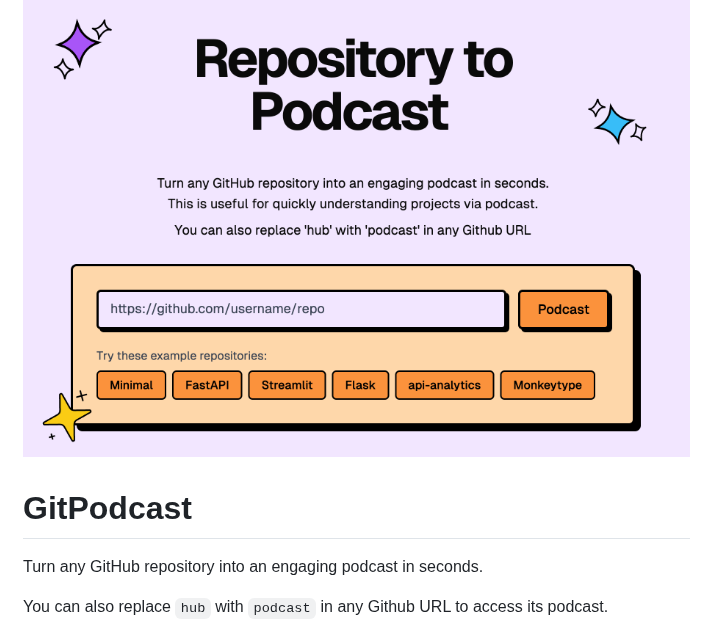 Repository to
Podcast
Turn any GitHub repository into an engaging podcast in seconds.
This is useful for quickly understanding projects via podcast.
You can also replace 'hub' with 'podcast' in any Github URL
https://github.com/username/repo
Podcast
Try these example repositories:
Minimal FastAPI Streamlit Flask api-analytics Monkeytype
GitPodcast
Turn any GitHub repository into an engaging podcast in seconds.
You can also replace hub with podcast in any Github URL to access its podcast.